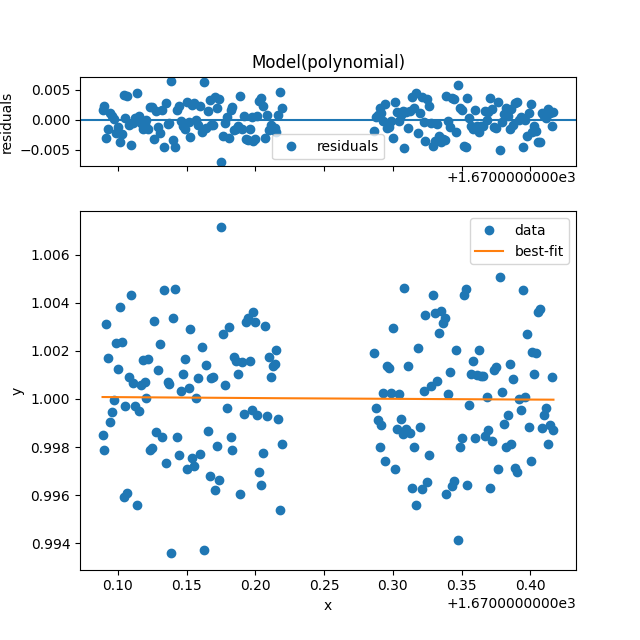 Model(polynomial)
residuals
0.005
0.000
−0.005
residuals
+1.6700000000e3
y
1.006
1.004
1.002
1.000
0.998
0.996
0.994
data
best-fit
0.10 0.15 0.20 0.25 0.30 0.35 0.40
x
+1.6700000000e3